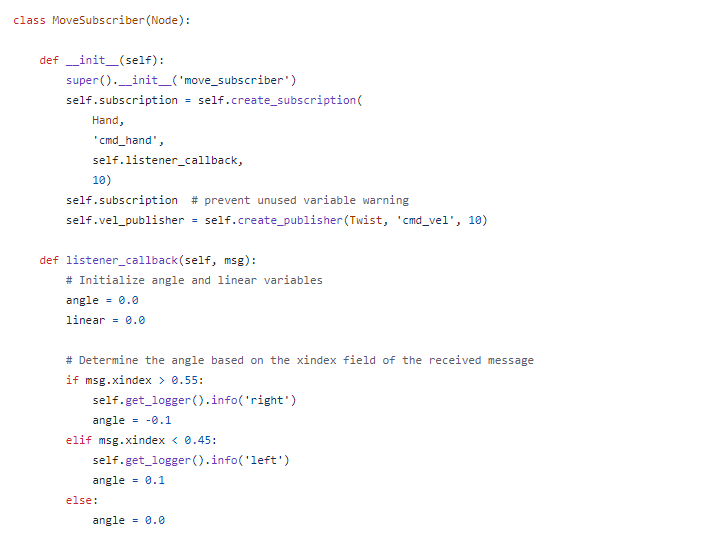 class MoveSubscriber(Node):
def __init__(self):
super().__init__('move_subscriber')
self.subscription = self.create_subscription(
Hand,
'cmd_hand',
self.listener_callback,
10)
self.subscription  # prevent unused variable warning
self.vel_publisher = self.create_publisher(Twist, 'cmd_vel', 10)
def listener_callback(self, msg):
# Initialize angle and linear variables
angle = 0.0
linear = 0.0
# Determine the angle based on the xindex field of the received message
if msg.xindex > 0.55:
self.get_logger().info('right')
angle = -0.1
elif msg.xindex < 0.45:
self.get_logger().info('left')
angle = 0.1
else:
angle = 0.0